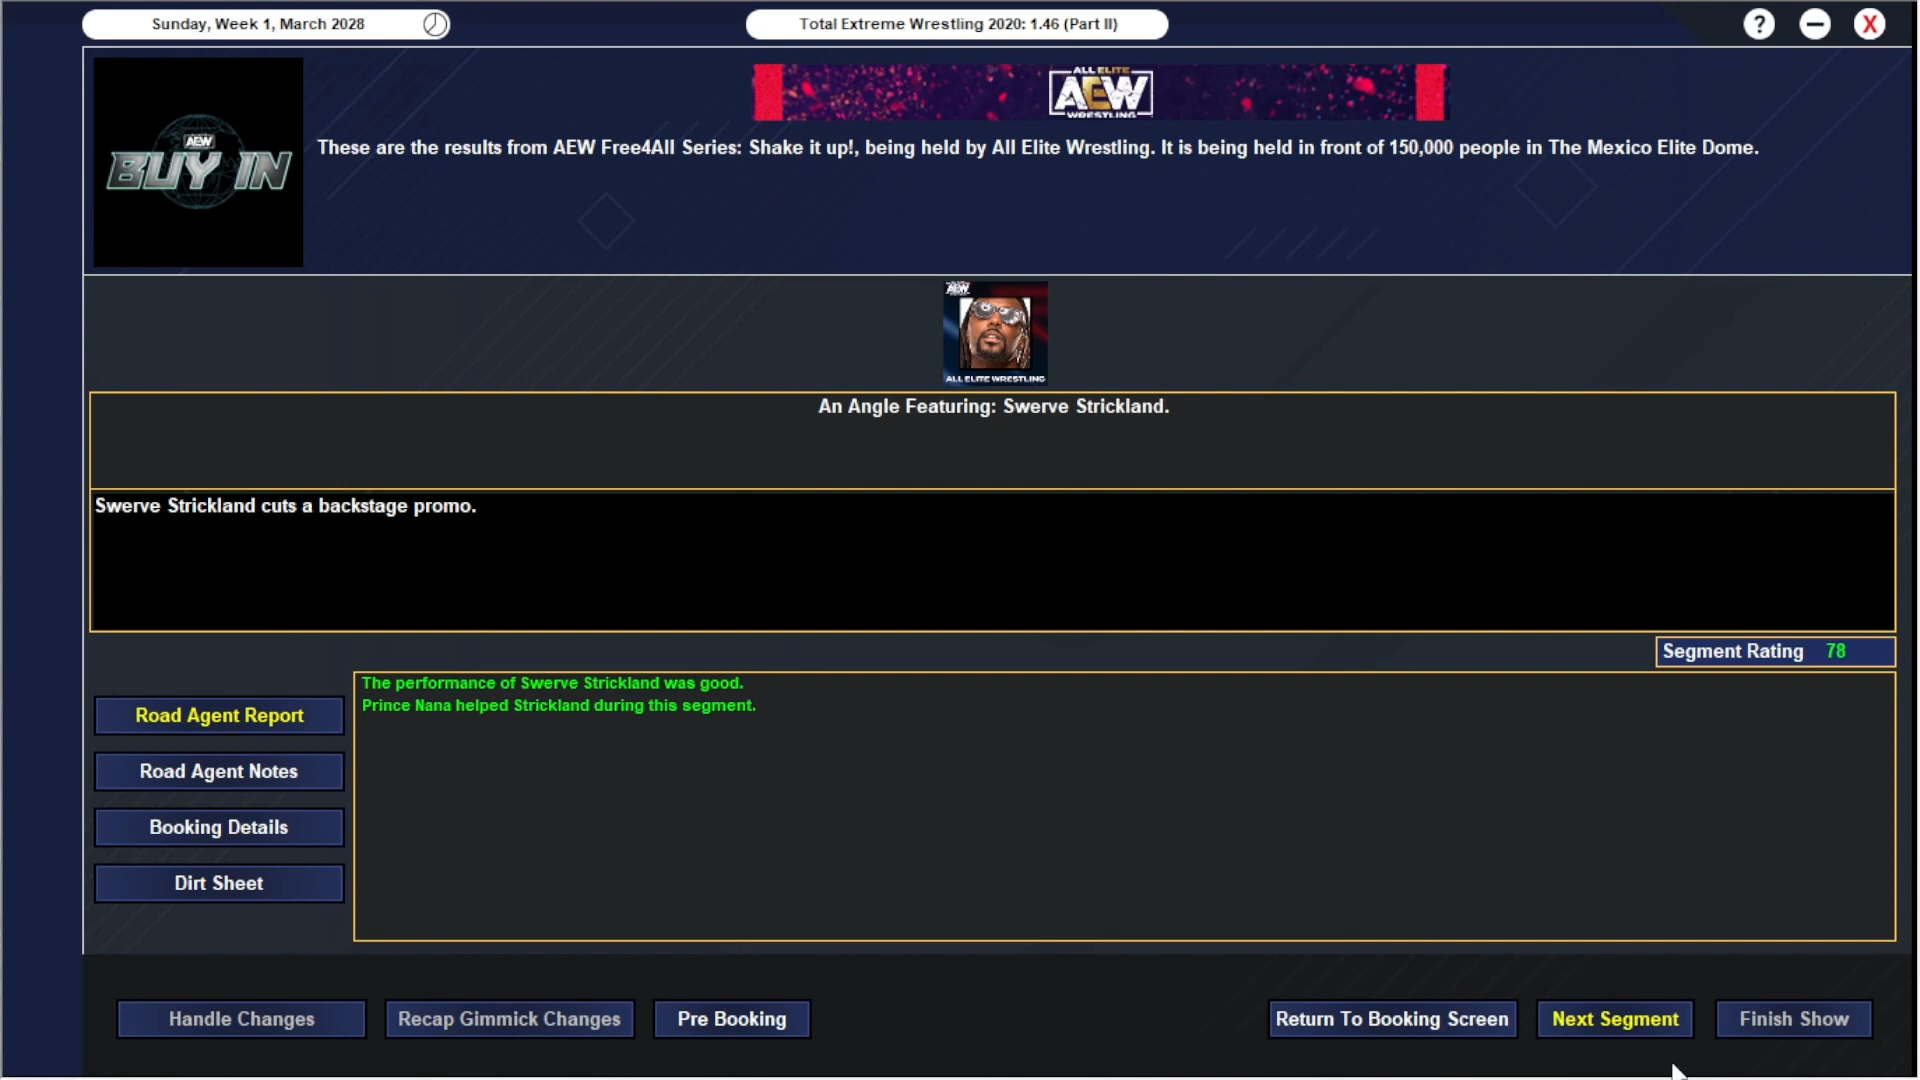 Sunday, Week 1, March 2028
Total Extreme Wrestling 2020: 1.46 (Part II)
?
X
ALL ELITE
AEW
WRESTLING
AEW
BUY IN
These are the results from AEW Free4All Series: Shake it up!, being held by All Elite Wrestling. It is being held in front of 150,000 people in The Mexico Elite Dome.
AEW
ALL ELITE WRESTLING
An Angle Featuring: Swerve Strickland.
Swerve Strickland cuts a backstage promo.
Segment Rating 78
The performance of Swerve Strickland was good.
Prince Nana helped Strickland during this segment.
Road Agent Report
Road Agent Notes
Booking Details
Dirt Sheet
Handle Changes
Recap Gimmick Changes
Pre Booking
Return To Booking Screen
Next Segment
Finish Show